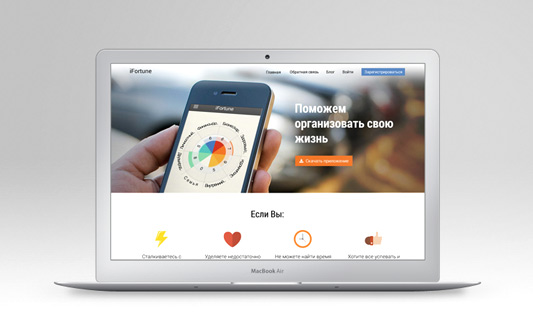 iFortune
Главная Обратная связь Блог Войти Зарегистрироваться
iFortune
Поможем
организовать свою
жизнь
Скачать приложение
Семья
Если Вы:
Сталкиваетесь с Уделяете недостаточно Не можете найти время Хотите все успевать и
MacBook Air